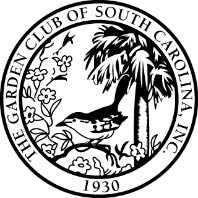 THE GARDEN CLUB OF SOUTH CAROLINA, INC.
1930